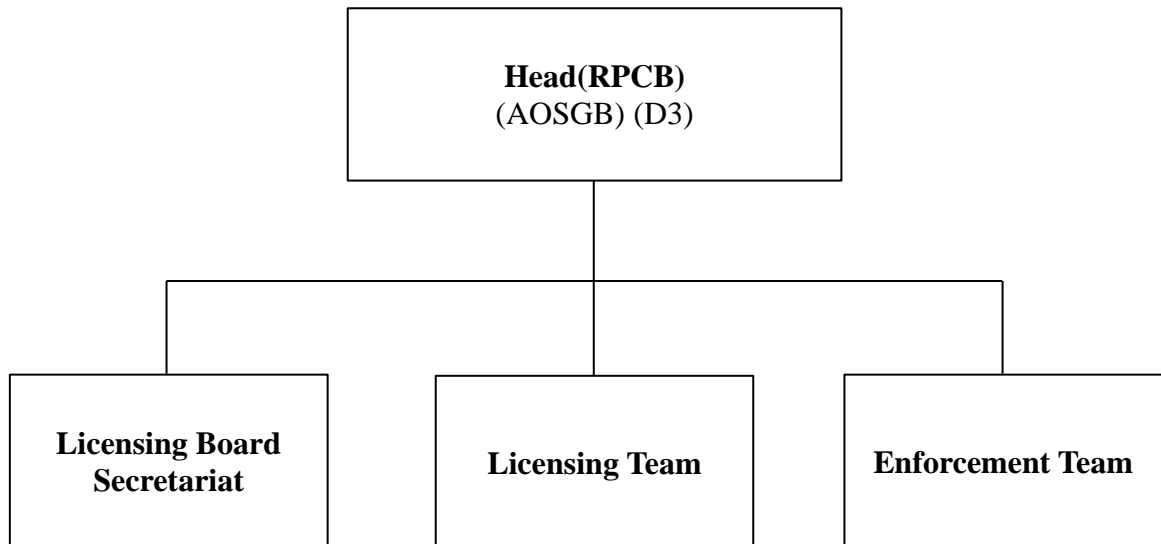 Head(RPCB)
(AOSGB) (D3)
Licensing Board
Secretariat
Licensing Team
Enforcement Team